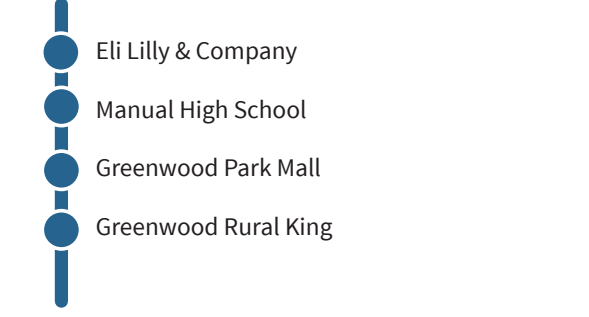 Eli Lilly & Company
Manual High School
Greenwood Park Mall
Greenwood Rural King